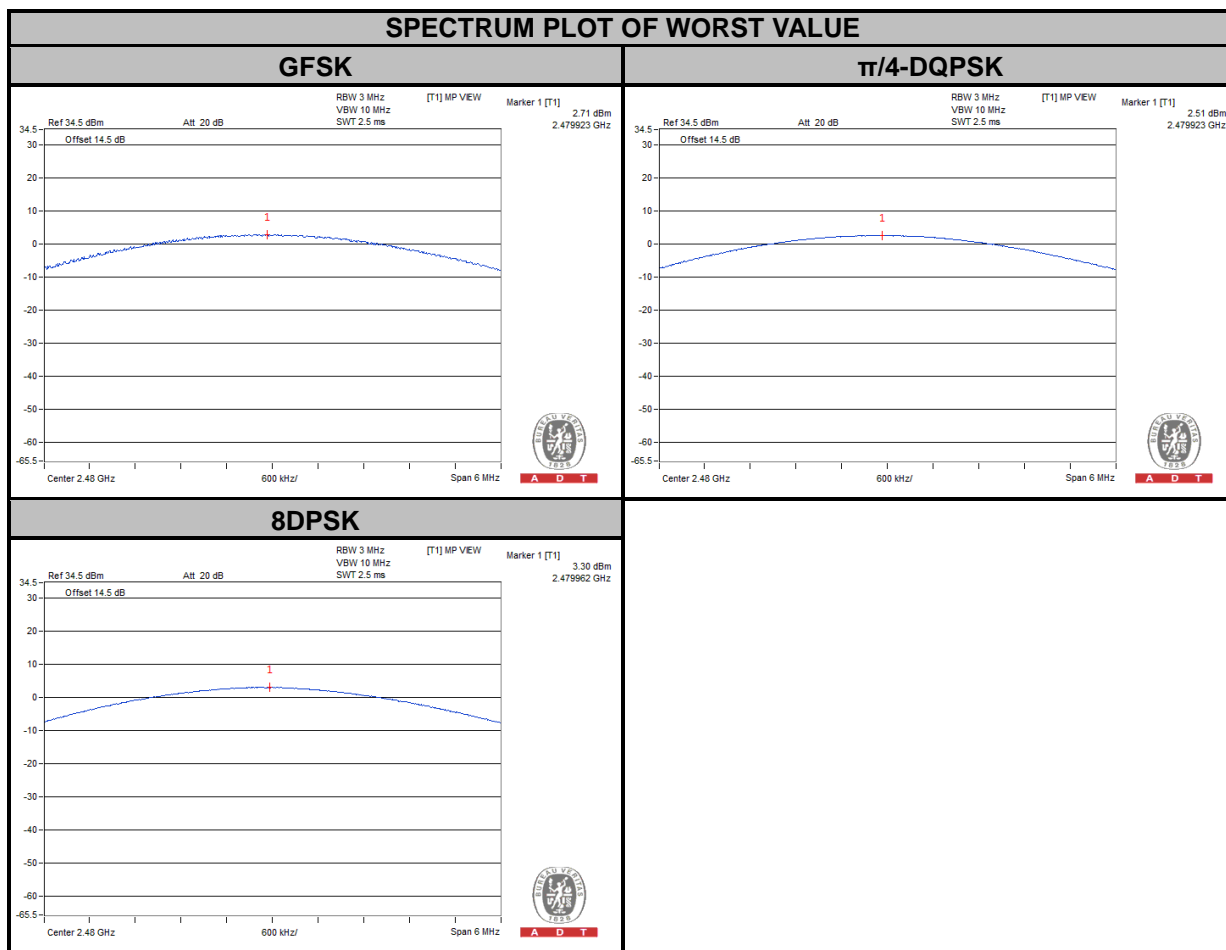 SPECTRUM PLOT OF WORST VALUE
GFSK
RBW 3 MHz [T1] MP VIEW Marker 1 [T1]
VBW 10 MHz 2.71 dBm
Ref 34.5 dBm Att 20 dB SWT 2.5 ms 2.479923 GHz
34.5
Offset 14.5 dB
30
20
10
1
0
-10
-20
-30
-40
-50
-60
-65.5
BUREAU VERITAS
1828
Center 2.48 GHz 600 kHz/ Span 6 MHz
A D T
π/4-DQPSK
RBW 3 MHz [T1] MP VIEW Marker 1 [T1]
VBW 10 MHz 2.51 dBm
Ref 34.5 dBm Att 20 dB SWT 2.5 ms 2.479923 GHz
34.5
Offset 14.5 dB
30
20
10
1
0
-10
-20
-30
-40
-50
-60
-65.5
BUREAU VERITAS
1828
Center 2.48 GHz 600 kHz/ Span 6 MHz
A D T
8DPSK
RBW 3 MHz [T1] MP VIEW Marker 1 [T1]
VBW 10 MHz 3.30 dBm
Ref 34.5 dBm Att 20 dB SWT 2.5 ms 2.479962 GHz
34.5
Offset 14.5 dB
30
20
10
1
0
-10
-20
-30
-40
-50
-60
-65.5
BUREAU VERITAS
1828
Center 2.48 GHz 600 kHz/ Span 6 MHz
A D T